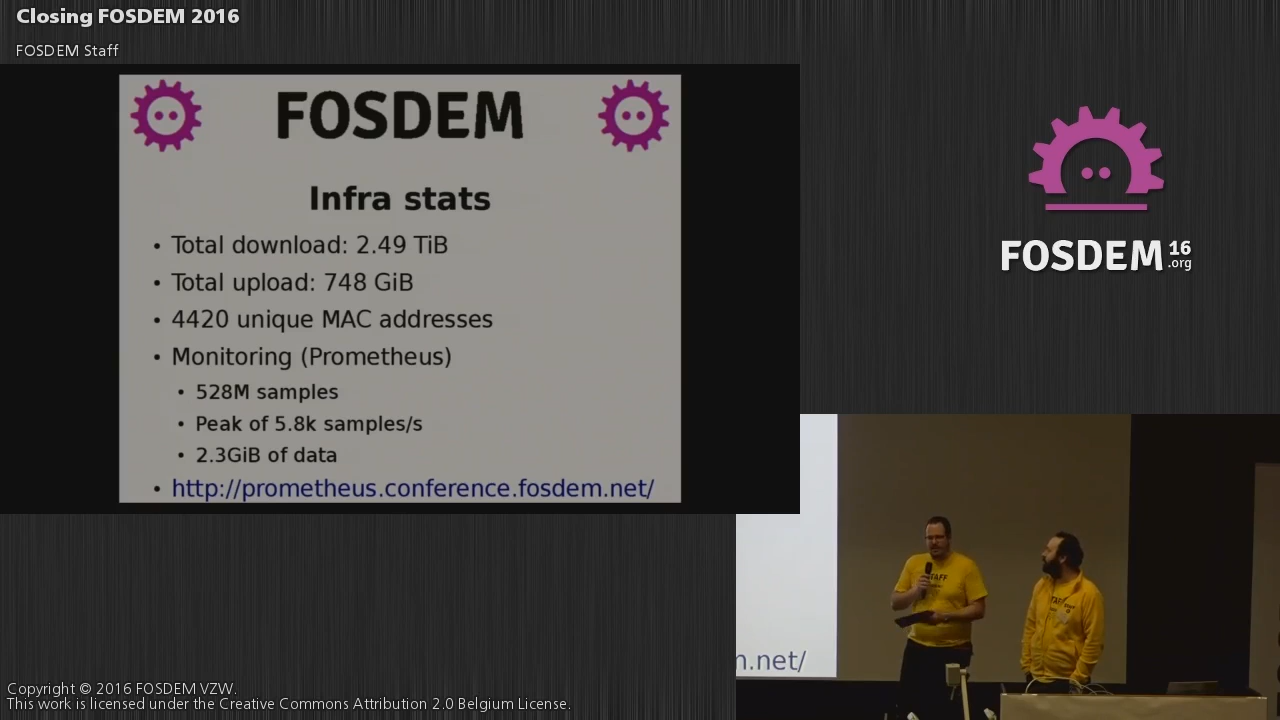 Closing FOSDEM 2016
FOSDEM Staff
FOSDEM
Infra stats
• Total download: 2.49 TiB
• Total upload: 748 GiB
• 4420 unique MAC addresses
• Monitoring (Prometheus)
• 528M samples
• Peak of 5.8k samples/s
• 2.3GiB of data
• http://prometheus.conference.fosdem.net/
FOSDEM 16
.org
STAFF
m.net/
Copyright © 2016 FOSDEM VZW.
This work is licensed under the Creative Commons Attribution 2.0 Belgium License.